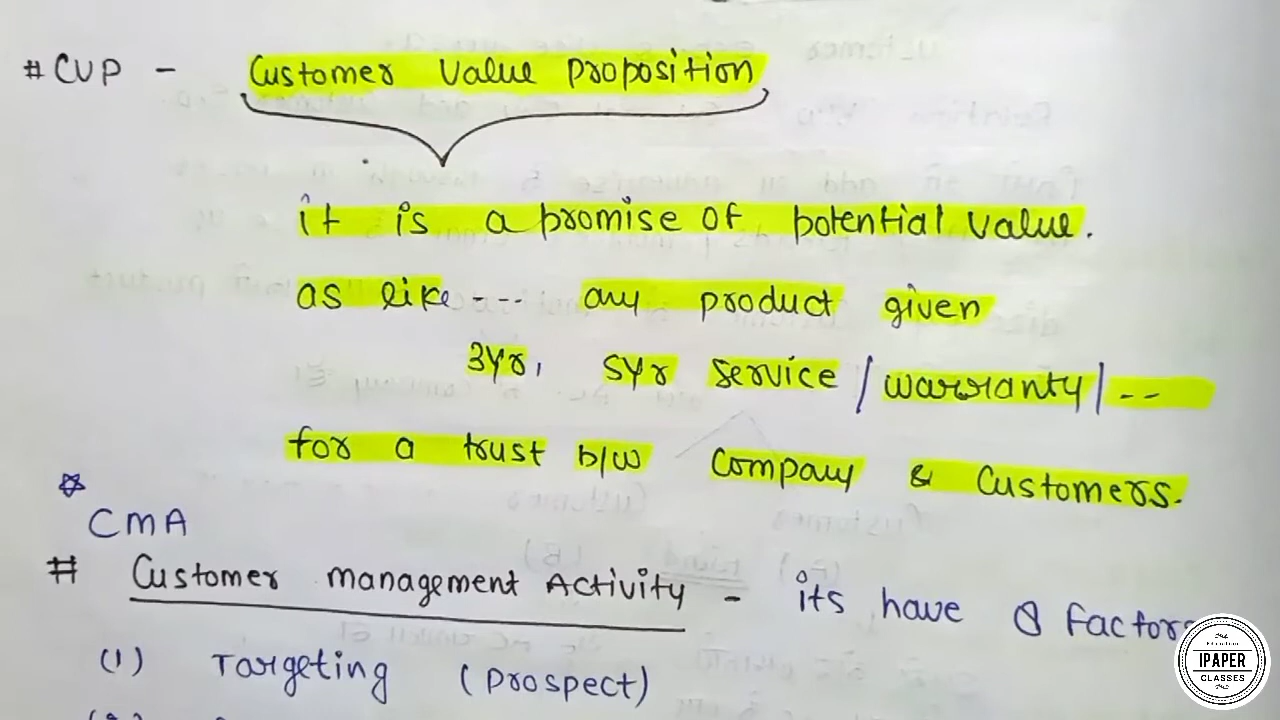 # CVP - Customer Value proposition
it is a promise of potential value.
as like---- any product given
3yr, 5yr service / warranty / --
for a trust b/w company & Customers.
CMA
# Customer management Activity - its have 8 factors
(1) Targeting (prospect)
IPAPER
CLASSES